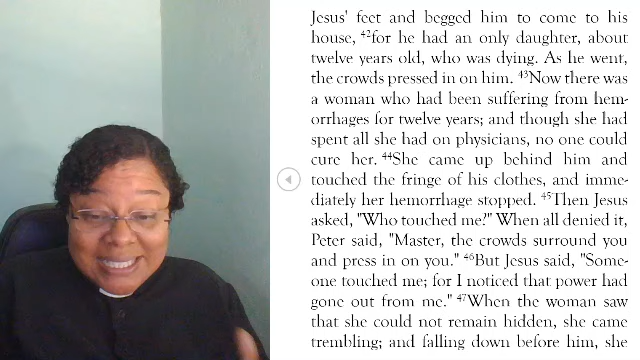 Jesus' feet and begged him to come to his
house, ⁴²for he had an only daughter, about
twelve years old, who was dying. As he went,
the crowds pressed in on him. ⁴³Now there was
a woman who had been suffering from hem-
orrhages for twelve years; and though she had
spent all she had on physicians, no one could
cure her. ⁴⁴She came up behind him and
touched the fringe of his clothes, and imme-
diately her hemorrhage stopped. ⁴⁵Then Jesus
asked, "Who touched me?" When all denied it,
Peter said, "Master, the crowds surround you
and press in on you." ⁴⁶But Jesus said, "Some-
one touched me; for I noticed that power had
gone out from me." ⁴⁷When the woman saw
that she could not remain hidden, she came
trembling; and falling down before him, she